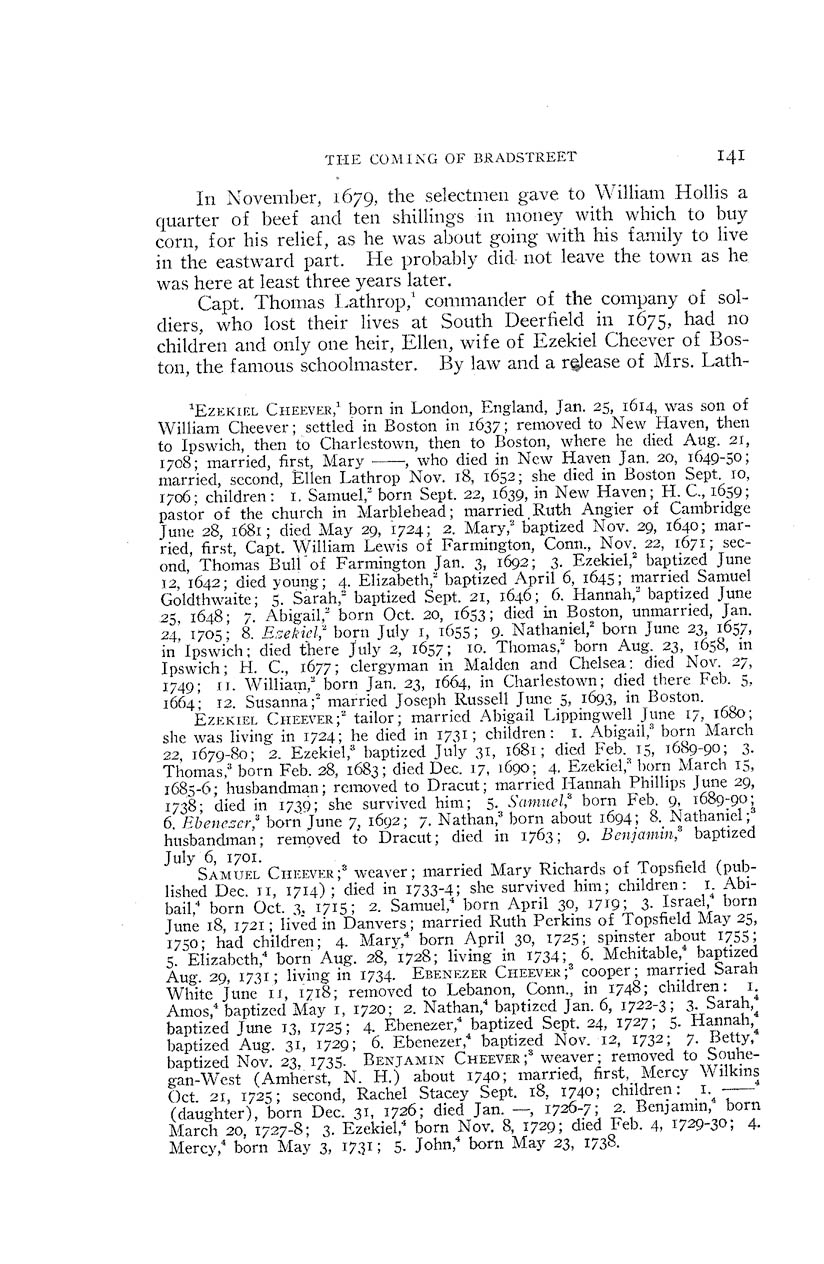 THE COMING OF BRADSTREET 141
In November, 1679, the selectmen gave to William Hollis a
quarter of beef and ten shillings in money with which to buy
corn, for his relief, as he was about going with his family to live
in the eastward part. He probably did not leave the town as he
was here at least three years later.
Capt. Thomas Lathrop,¹ commander of the company of sol-
diers, who lost their lives at South Deerfield in 1675, had no
children and only one heir, Ellen, wife of Ezekiel Cheever of Bos-
ton, the famous schoolmaster. By law and a release of Mrs. Lath-
¹EZEKIEL CHEEVER,¹ born in London, England, Jan. 25, 1614, was son of
William Cheever; settled in Boston in 1637; removed to New Haven, then
to Ipswich, then to Charlestown, then to Boston, where he died Aug. 21,
1708; married, first, Mary ——, who died in New Haven Jan. 20, 1649-50;
married, second, Ellen Lathrop Nov. 18, 1652; she died in Boston Sept. 10,
1706; children: 1. Samuel,² born Sept. 22, 1639, in New Haven; H. C., 1659;
pastor of the church in Marblehead; married Ruth Angier of Cambridge
June 28, 1681; died May 29, 1724; 2. Mary,² baptized Nov. 29, 1640; mar-
ried, first, Capt. William Lewis of Farmington, Conn., Nov. 22, 1671; sec-
ond, Thomas Bull of Farmington Jan. 3, 1692; 3. Ezekiel,² baptized June
12, 1642; died young; 4. Elizabeth,² baptized April 6, 1645; married Samuel
Goldthwaite; 5. Sarah,² baptized Sept. 21, 1646; 6. Hannah,² baptized June
25, 1648; 7. Abigail,² born Oct. 20, 1653; died in Boston, unmarried, Jan.
24, 1705; 8. Ezekiel,² born July 1, 1655; 9. Nathaniel,² born June 23, 1657,
in Ipswich; died there July 2, 1657; 10. Thomas,² born Aug. 23, 1658, in
Ipswich; H. C., 1677; clergyman in Malden and Chelsea: died Nov. 27,
1749; 11. William,² born Jan. 23, 1664, in Charlestown; died there Feb. 5,
1664; 12. Susanna;² married Joseph Russell June 5, 1693, in Boston.
EZEKIEL CHEEVER;² tailor; married Abigail Lippingwell June 17, 1680;
she was living in 1724; he died in 1731; children: 1. Abigail,³ born March
22, 1679-80; 2. Ezekiel,³ baptized July 31, 1681; died Feb. 15, 1689-90; 3.
Thomas,³ born Feb. 28, 1683; died Dec. 17, 1690; 4. Ezekiel,³ born March 15,
1685-6; husbandman; removed to Dracut; married Hannah Phillips June 29,
1738; died in 1739; she survived him; 5. Samuel,³ born Feb. 9, 1689-90;
6. Ebenezer,³ born June 7, 1692; 7. Nathan,³ born about 1694; 8. Nathaniel;³
husbandman; removed to Dracut; died in 1763; 9. Benjamin,³ baptized
July 6, 1701.
SAMUEL CHEEVER;³ weaver; married Mary Richards of Topsfield (pub-
lished Dec. 11, 1714); died in 1733-4; she survived him; children: 1. Abi-
bail,⁴ born Oct. 3, 1715; 2. Samuel,⁴ born April 30, 1719; 3. Israel,⁴ born
June 18, 1721; lived in Danvers; married Ruth Perkins of Topsfield May 25,
1750; had children; 4. Mary,⁴ born April 30, 1725; spinster about 1755;
5. Elizabeth,⁴ born Aug. 28, 1728; living in 1734; 6. Mehitable,⁴ baptized
Aug. 29, 1731; living in 1734. EBENEZER CHEEVER;³ cooper; married Sarah
White June 11, 1718; removed to Lebanon, Conn., in 1748; children: 1.
Amos,⁴ baptized May 1, 1720; 2. Nathan,⁴ baptized Jan. 6, 1722-3; 3. Sarah,⁴
baptized June 13, 1725; 4. Ebenezer,⁴ baptized Sept. 24, 1727; 5. Hannah,⁴
baptized Aug. 31, 1729; 6. Ebenezer,⁴ baptized Nov. 12, 1732; 7. Betty,⁴
baptized Nov. 23, 1735. BENJAMIN CHEEVER;³ weaver; removed to Souhe-
gan-West (Amherst, N. H.) about 1740; married, first, Mercy Wilkins
Oct. 21, 1725; second, Rachel Stacey Sept. 18, 1740; children: 1. ——⁴
(daughter), born Dec. 31, 1726; died Jan. —, 1726-7; 2. Benjamin,⁴ born
March 20, 1727-8; 3. Ezekiel,⁴ born Nov. 8, 1729; died Feb. 4, 1729-30; 4.
Mercy,⁴ born May 3, 1731; 5. John,⁴ born May 23, 1738.